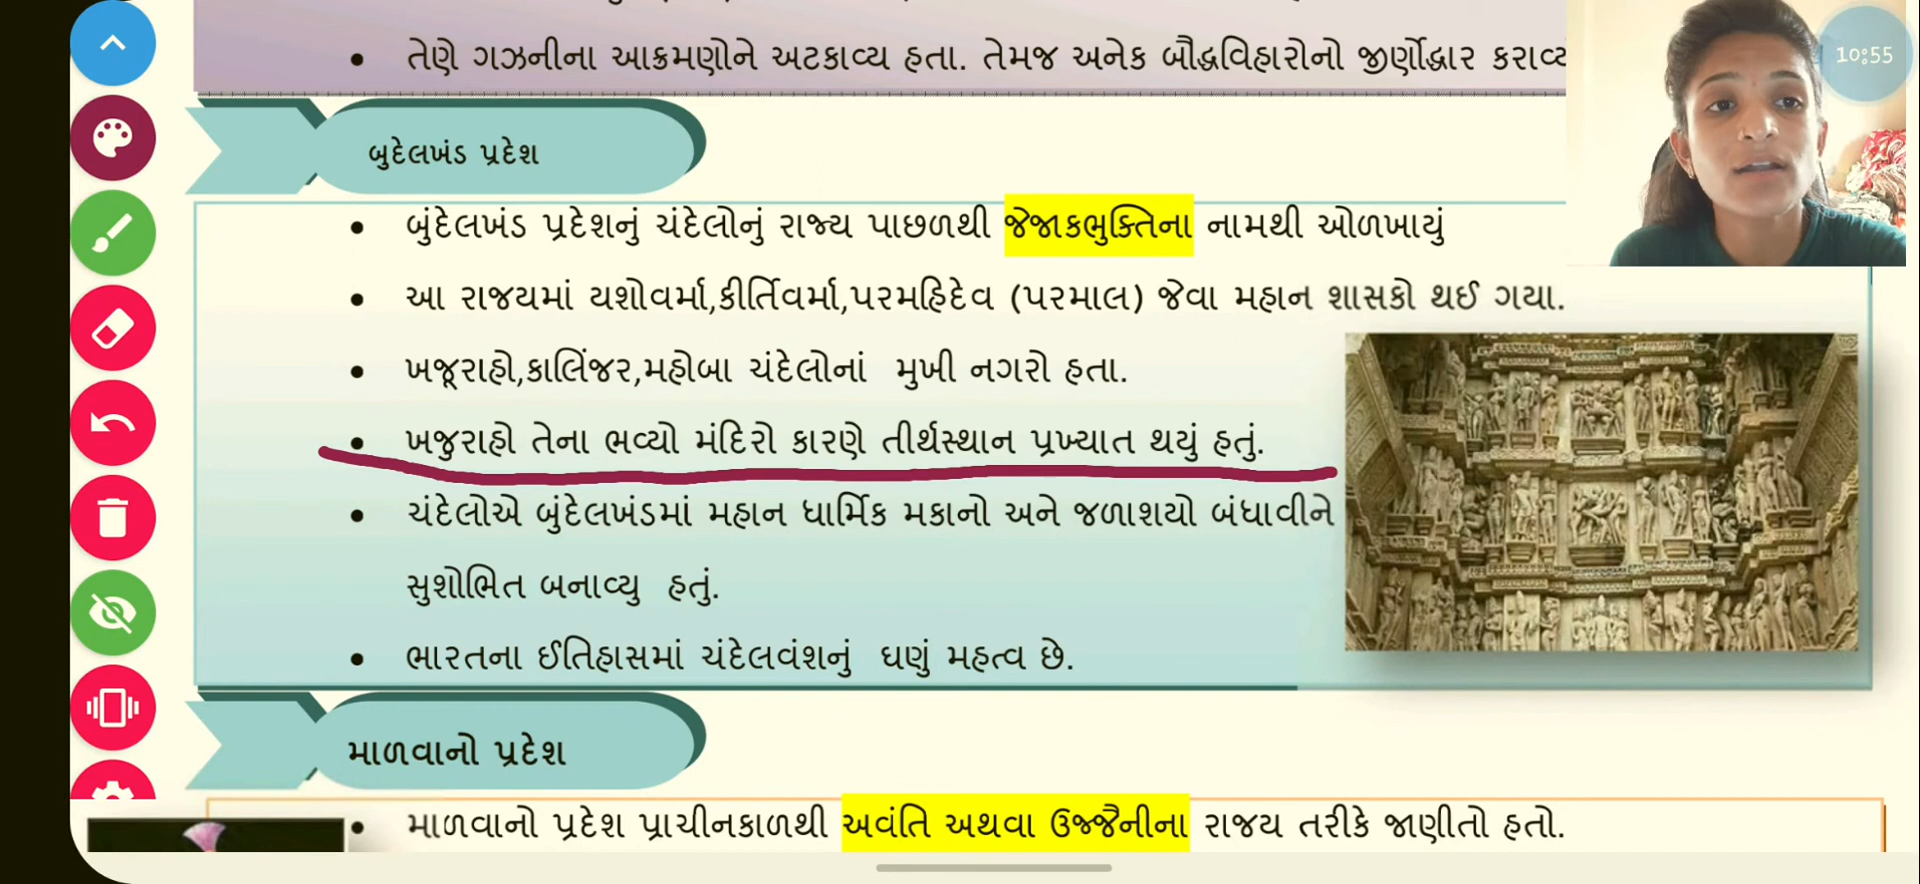 તેણે ગઝનીના આક્રમણોને અટકાવ્ય હતા. તેમજ અનેક બૌદ્ધવિહારોનો જીર્ણોદ્ધાર
10:55
બુદેલખંડ પ્રદેશ
બુંદેલખંડ પ્રદેશનું ચંદેલોનું રાજ્ય પાછળથી જેજાકભુક્તિના નામથી ઓળખાયું
આ રાજયમાં યશોવર્મા,કીર્તિવર્મા,પરમહિદેવ (પરમાલ) જેવા મહાન શાસકો થઈ ગયા.
ખજૂરાહો,કાલિંજર,મહોબા ચંદેલોનાં મુખી નગરો હતા.
ખજુરાહો તેના ભવ્યો મંદિરો કારણે તીર્થસ્થાન પ્રખ્યાત થયું હતું.
ચંદેલોએ બુંદેલખંડમાં મહાન ધાર્મિક મકાનો અને જળાશયો બંધાવીને
સુશોભિત બનાવ્યુ હતું.
ભારતના ઈતિહાસમાં ચંદેલવંશનું ઘણું મહત્વ છે.
માળવાનો પ્રદેશ
માળવાનો પ્રદેશ પ્રાચીનકાળથી અવંતિ અથવા ઉજ્જૈનીના રાજય તરીકે જાણીતો હતો.